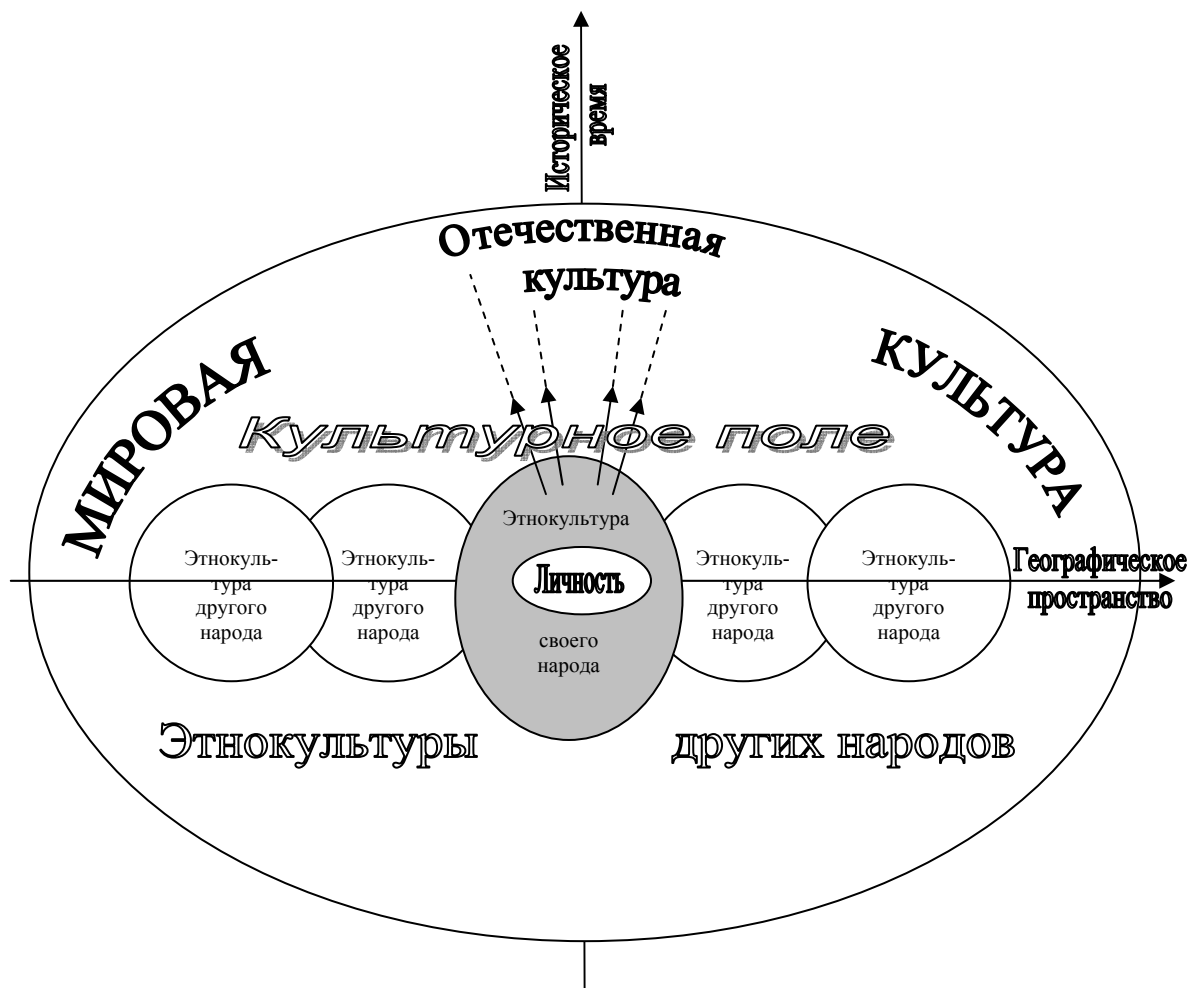 Историческое
время
Отечественная
культура
МИРОВАЯ
КУЛЬТУРА
Культурное поле
Этнокуль-
тура
другого
народа
Этнокуль-
тура
другого
народа
Этнокультура
Личность
своего
народа
Этнокуль-
тура
другого
народа
Этнокуль-
тура
другого
народа
Географическое
пространство
Этнокультуры
других народов